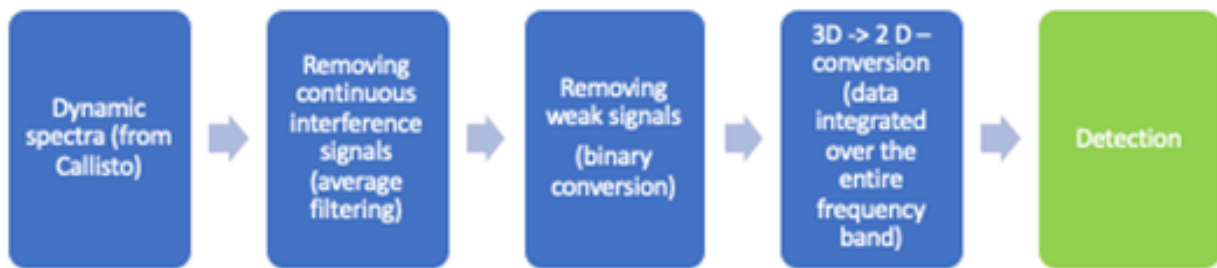 Dynamic
spectra (from
Callisto)
Removing
continuous
interference
signals
(average
filtering)
Removing
weak signals
(binary
conversion)
3D -> 2 D –
conversion
(data
integrated
over the
entire
frequency
band)
Detection